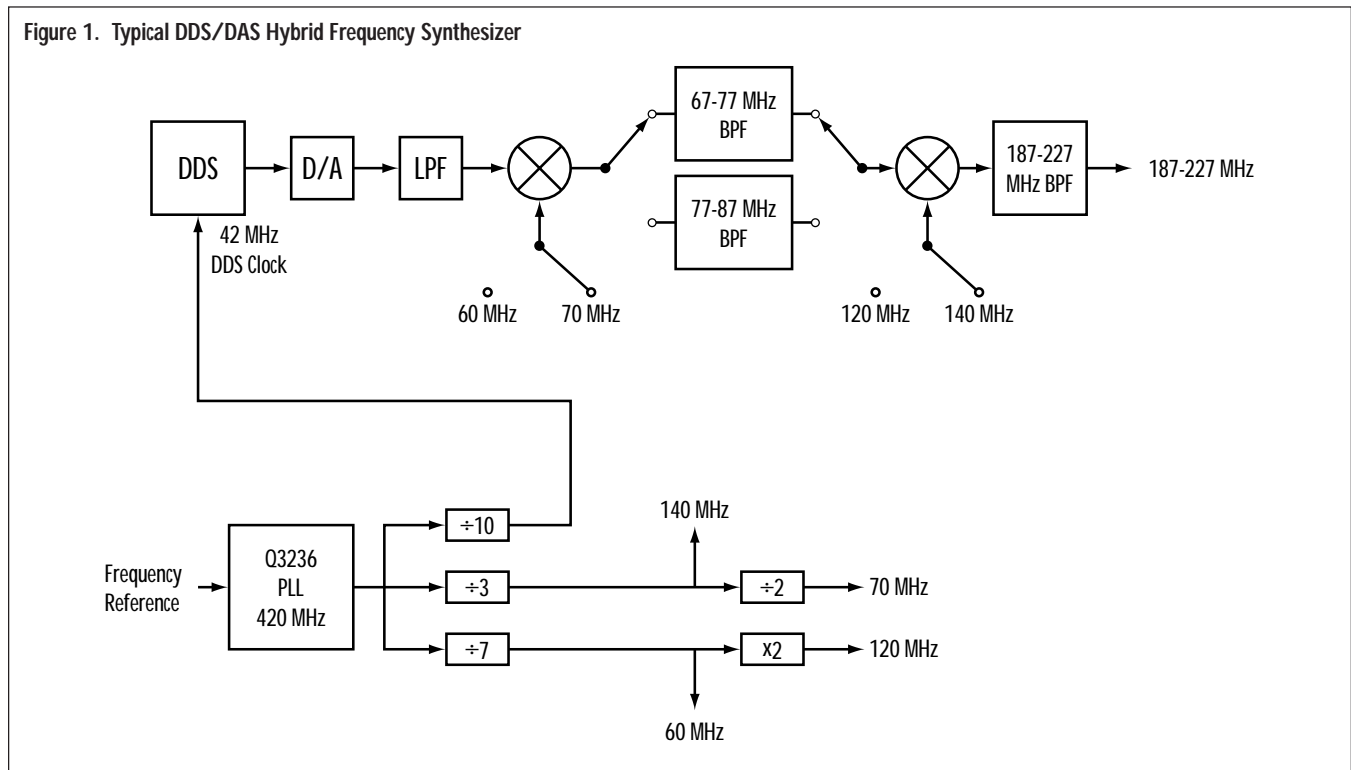 Figure 1. Typical DDS/DAS Hybrid Frequency Synthesizer
DDS
D/A
LPF
67-77 MHz
BPF
77-87 MHz
BPF
187-227
MHz BPF
187-227 MHz
42 MHz
DDS Clock
60 MHz
70 MHz
120 MHz
140 MHz
Frequency
Reference
Q3236
PLL
420 MHz
÷10
÷3
÷7
140 MHz
÷2
70 MHz
x2
120 MHz
60 MHz